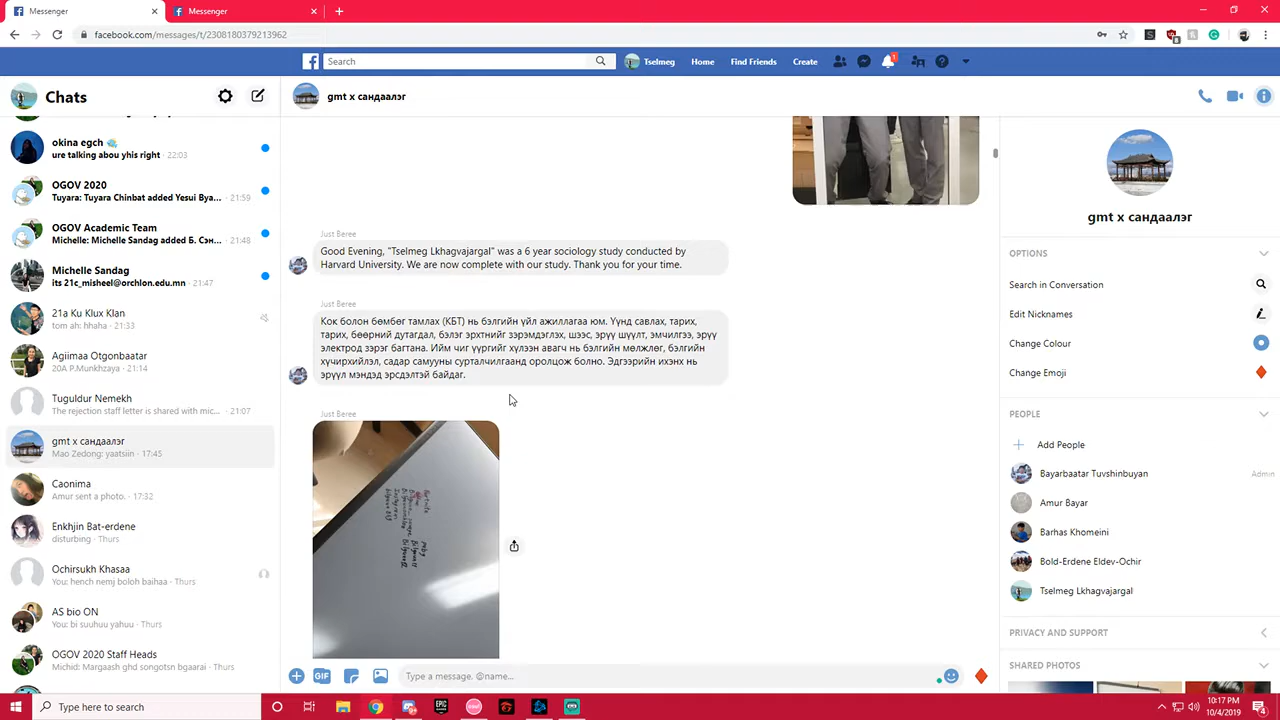 Messenger
Messenger
facebook.com/messages/t/2308180379213962
Search
Tselmeg
Home
Find Friends
Create
1
Chats
gmt x сандаалэг
okina egch
ure talking abou yhis right · 22:03
OGOV 2020
Tuyara: Tuyara Chinbat added Yesui Bya... · 21:59
OGOV Academic Team
Michelle: Michelle Sandag added Б. Сэн... · 21:48
Michelle Sandag
its 21c_misheel@orchlon.edu.mn · 21:47
21a Ku Klux Klan
tom ah: hhaha · 21:33
Agiimaa Otgonbaatar
20A P.Munkhzaya · 21:14
Tuguldur Nemekh
The rejection staff letter is shared with mic... · 21:07
gmt x сандаалэг
Mao Zedong: yaatsiin · 17:45
Caonima
Amur sent a photo. · 17:32
Enkhjin Bat-erdene
disturbing · Thurs
Ochirsukh Khasaa
You: hench nemj boloh baihaa · Thurs
AS bio ON
You: bi suuhuu yahuu · Thurs
OGOV 2020 Staff Heads
Michid: Margaash ghd songotsn bgaarai · Thurs
Just Beree
Good Evening, "Tselmeg Lkhagvajargal" was a 6 year sociology study conducted by
Harvard University. We are now complete with our study. Thank you for your time.
Just Beree
Кок болон бөмбөг тамлах (КБТ) нь бэлгийн үйл ажиллагаа юм. Үүнд савлах, тарих,
тарих, бөөрний дутагдал, бэлэг эрхтнийг зэрэмдэглэх, шээс, эрүү шүүлт, эмчилгээ, эрүү
электрод зэрэг багтана. Ийм чиг үүргийг хүлээн авагч нь бэлгийн мөлжлөг, бэлгийн
хүчирхийлэл, садар самууны сурталчилгаанд оролцож болно. Эдгээрийн ихэнх нь
эрүүл мэндэд эрсдэлтэй байдаг.
Just Beree
GIF
Type a message, @name...
gmt x сандаалэг
OPTIONS
Search in Conversation
Edit Nicknames
Change Colour
Change Emoji
PEOPLE
Add People
Bayarbaatar Tuvshinbuyan
Admin
Amur Bayar
Barhas Khomeini
Bold-Erdene Eldev-Ochir
Tselmeg Lkhagvajargal
PRIVACY AND SUPPORT
SHARED PHOTOS
Type here to search
10:17 PM
10/4/2019
4